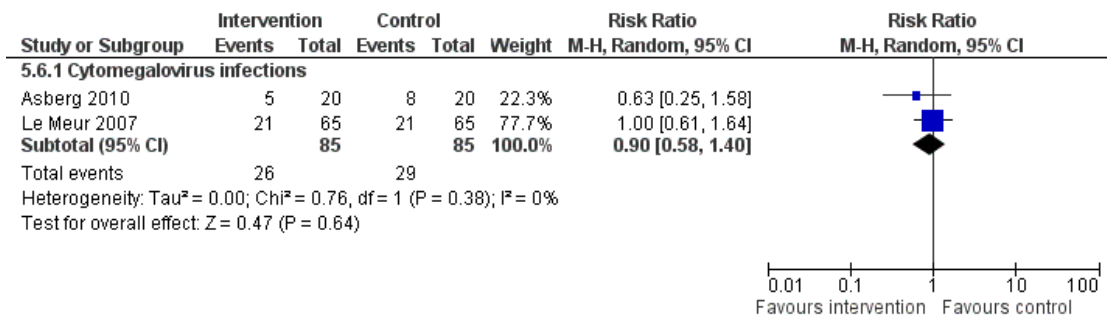 Intervention Control Risk Ratio Risk Ratio
Study or Subgroup Events Total Events Total Weight M-H, Random, 95% CI M-H, Random, 95% CI
5.6.1 Cytomegalovirus infections
Asberg 2010 5 20 8 20 22.3% 0.63 [0.25, 1.58]
Le Meur 2007 21 65 21 65 77.7% 1.00 [0.61, 1.64]
Subtotal (95% CI) 85 85 100.0% 0.90 [0.58, 1.40]
Total events 26 29
Heterogeneity: Tau² = 0.00; Chi² = 0.76, df = 1 (P = 0.38); I² = 0%
Test for overall effect: Z = 0.47 (P = 0.64)
0.01 0.1 1 10 100
Favours intervention Favours control